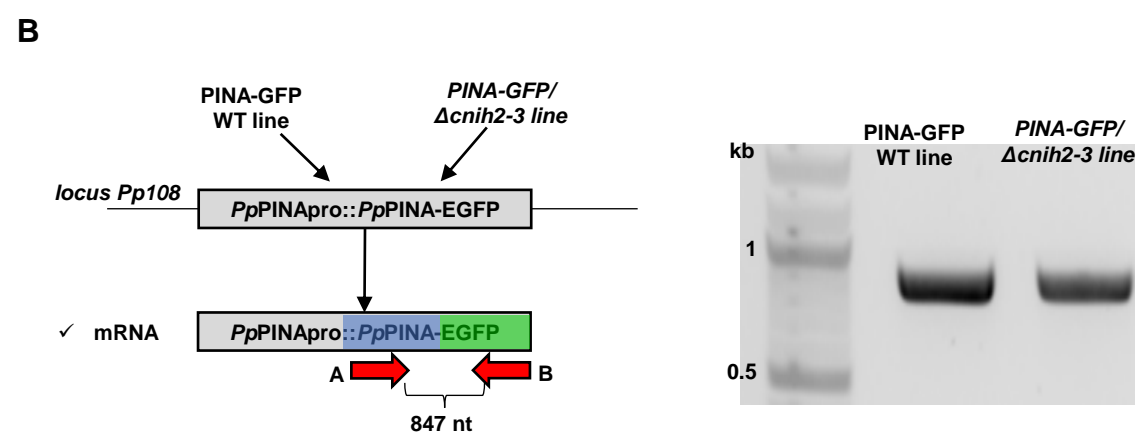 B
PINA-GFP
WT line
PINA-GFP/
Δcnih2-3 line
locus Pp108
PpPINApro::PpPINA-EGFP
✓ mRNA
PpPINApro::PpPINA-EGFP
A
B
847 nt
kb
PINA-GFP
WT line
PINA-GFP/
Δcnih2-3 line
1
0.5